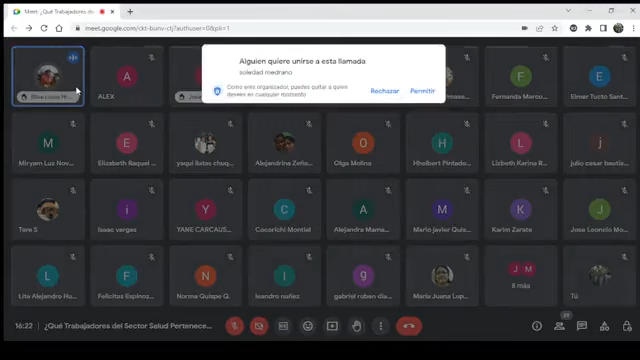 Meet: ¿Qué Trabajadores de
meet.google.com/ckt-bunv-ctj?authuser=0&pli=1
Alguien quiere unirse a esta llamada
soledad medrano
Como eres organizador, puedes quitar a quien
desees en cualquier momento
Rechazar Permitir
A
F
E
ALEX
Fernanda Marco...
Elmer Tucto Sant...
M
E
A
O
H
L
j
Miryam Luz Nov...
Elizabeth Raquel ...
yaqui llatas chuq...
Alejandrina Zeña...
Olga Molina
Hhelbert Pintado...
Lizbeth Karina R...
julio cesar bautis...
i
Y
C
A
K
J
Tere S
Isaac vargas
YANE CARCAUS...
Cocorichi Montiel
Alejandra Mama...
Mario javier Quis...
Karim Zarate
Jose Leoncio Mo...
L
F
N
l
g
J M
Lite Alejandro Hu...
Felicitas Espinoz...
Norma Quispe Q.
leandro nuñez
gabriel ruben dia...
Maria Juana Lup...
8 más
Tú
16:22
¿Qué Trabajadores del Sector Salud Pertenece...